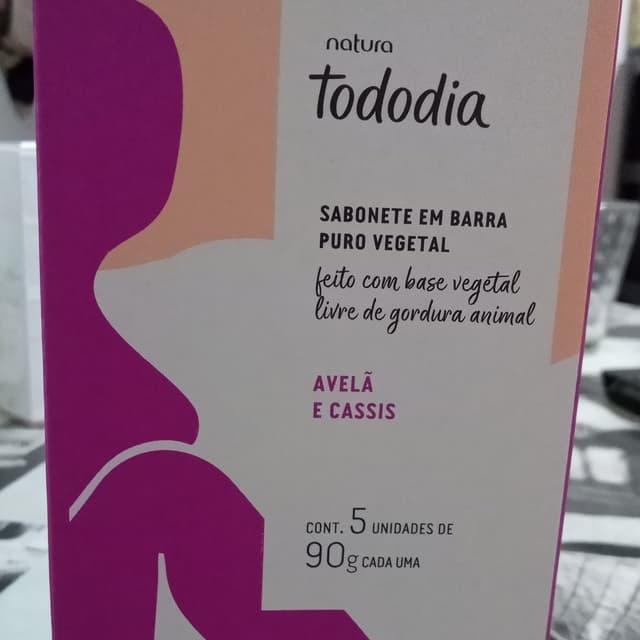 natura
Tododia
SABONETE EM BARRA
PURO VEGETAL
feito com base vegetal
livre de gordura animal
AVELÃ
E CASSIS
CONT. 5 UNIDADES DE
90g CADA UMA